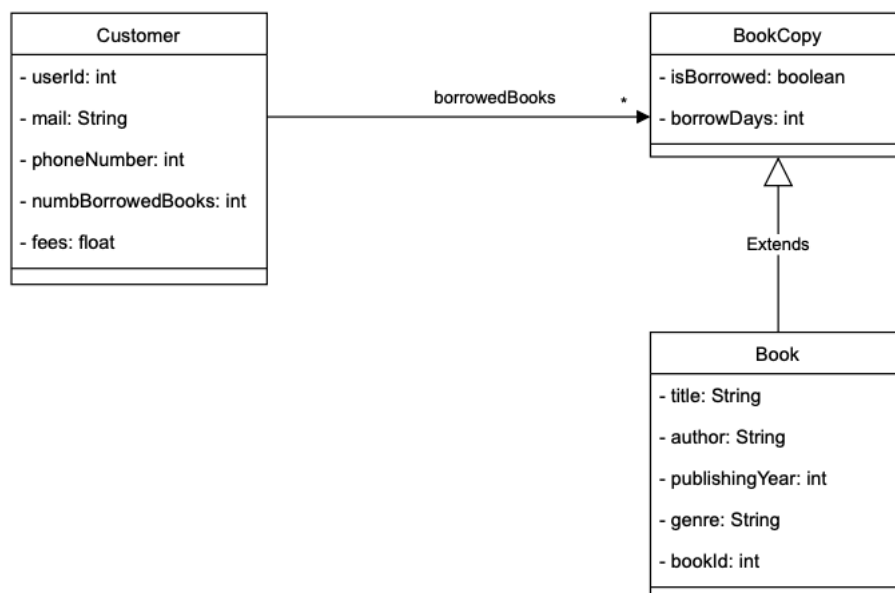 Customer
- userId: int
- mail: String
- phoneNumber: int
- numbBorrowedBooks: int
- fees: float
borrowedBooks
*
BookCopy
- isBorrowed: boolean
- borrowDays: int
Extends
Book
- title: String
- author: String
- publishingYear: int
- genre: String
- bookId: int